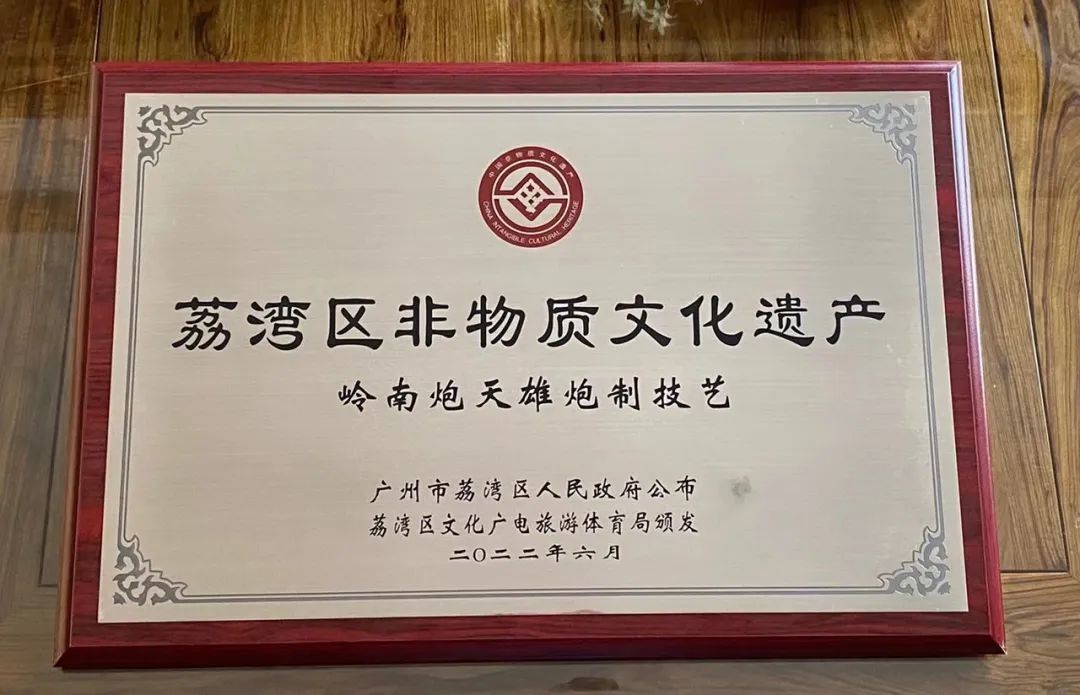 中国非物质文化遗产
CHINA INTANGIBLE CULTURAL HERITAGE
荔湾区非物质文化遗产
岭南炮天雄炮制技艺
广州市荔湾区人民政府公布
荔湾区文化广电旅游体育局颁发
二〇二二年六月